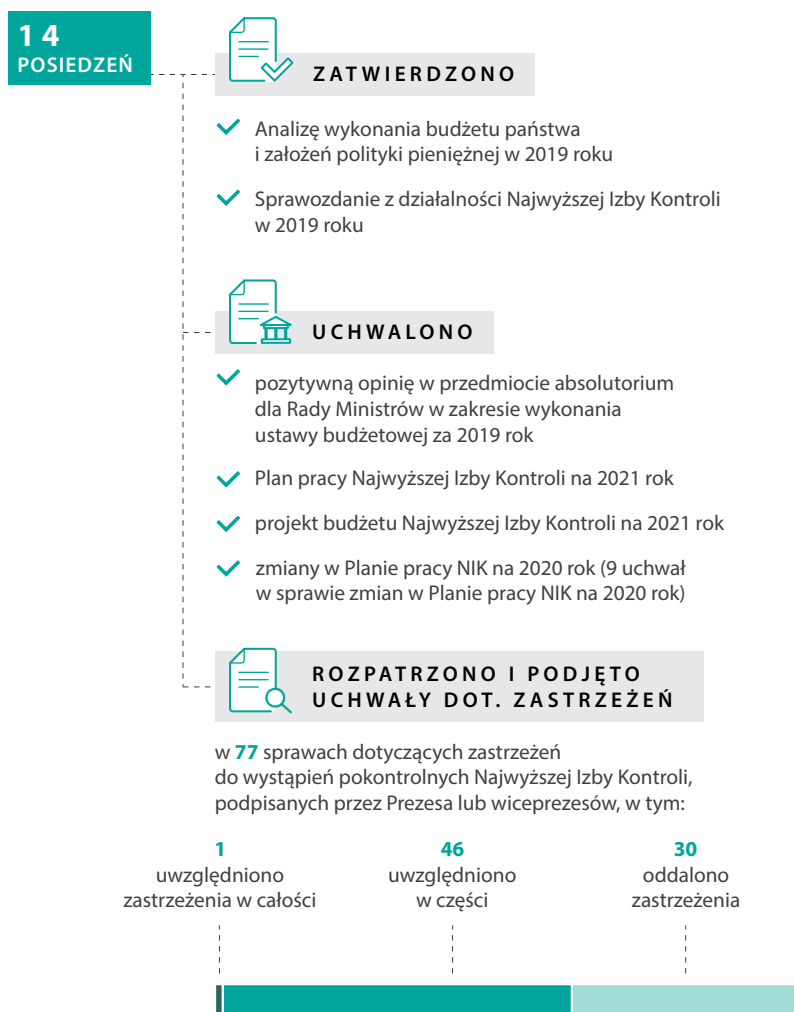 14
POSIEDZEŃ
ZATWIERDZONO
Analizę wykonania budżetu państwa
i założeń polityki pieniężnej w 2019 roku
Sprawozdanie z działalności Najwyższej Izby Kontroli
w 2019 roku
UCHWALONO
pozytywną opinię w przedmiocie absolutorium
dla Rady Ministrów w zakresie wykonania
ustawy budżetowej za 2019 rok
Plan pracy Najwyższej Izby Kontroli na 2021 rok
projekt budżetu Najwyższej Izby Kontroli na 2021 rok
zmiany w Planie pracy NIK na 2020 rok (9 uchwał
w sprawie zmian w Planie pracy NIK na 2020 rok)
ROZPATRZONO I PODJĘTO
UCHWAŁY DOT. ZASTRZEŻEŃ
w 77 sprawach dotyczących zastrzeżeń
do wystąpień pokontrolnych Najwyższej Izby Kontroli,
podpisanych przez Prezesa lub wiceprezesów, w tym:
1
uwzględniono
zastrzeżenia w całości
46
uwzględniono
w części
30
oddalono
zastrzeżenia